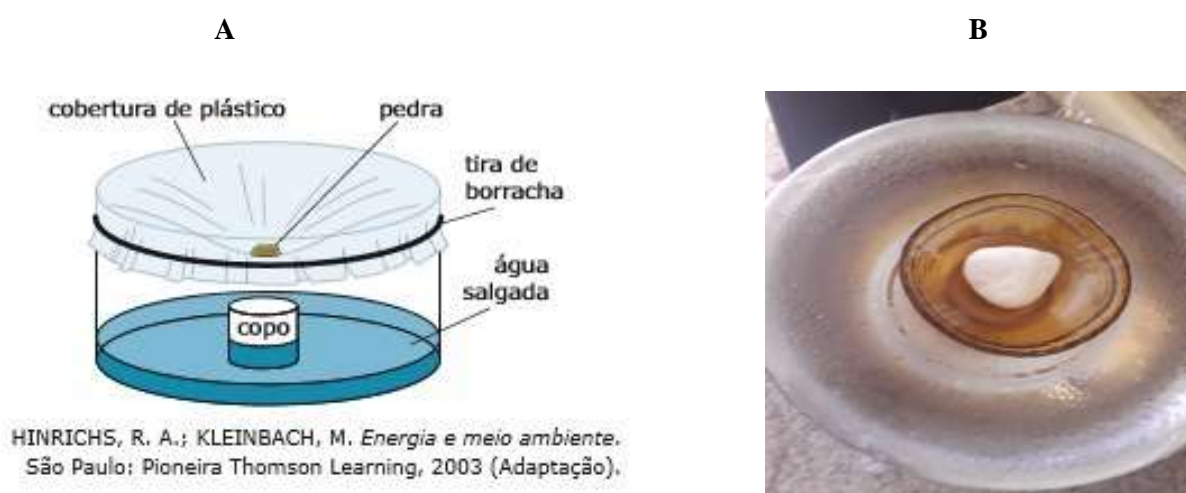 A
B
cobertura de plástico
pedra
tira de
borracha
água
salgada
copo
HINRICHS, R. A.; KLEINBACH, M. Energia e meio ambiente.
São Paulo: Pioneira Thomson Learning, 2003 (Adaptação).